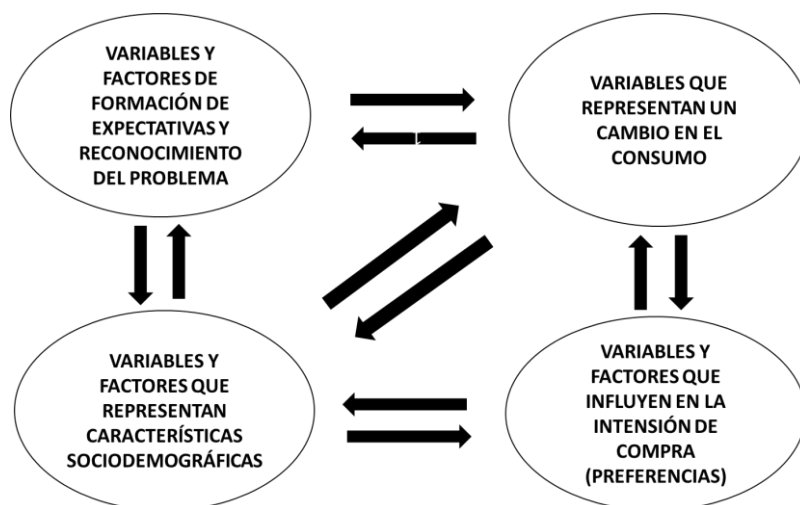 VARIABLES Y
FACTORES DE
FORMACIÓN DE
EXPECTATIVAS Y
RECONOCIMIENTO
DEL PROBLEMA
VARIABLES QUE
REPRESENTAN UN
CAMBIO EN EL
CONSUMO
VARIABLES Y
FACTORES QUE
REPRESENTAN
CARACTERÍSTÍCAS
SOCIODEMOGRÁFICAS
VARIABLES Y
FACTORES QUE
INFLUYEN EN LA
INTENSIÓN DE
COMPRA
(PREFERENCIAS)